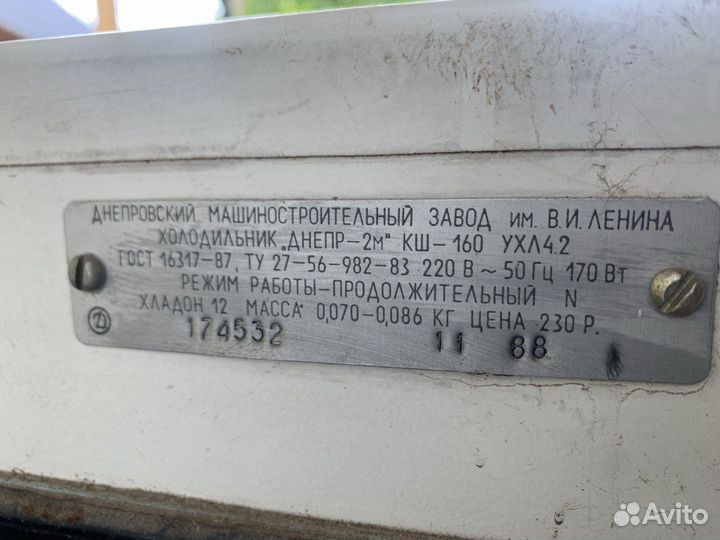 ДНЕПРОВСКИЙ МАШИНОСТРОИТЕЛЬНЫЙ ЗАВОД ИМ. В.И. ЛЕНИНА
ХОЛОДИЛЬНИК „ДНЕПР-2М" КШ-160 УХЛ4.2
ГОСТ 16317-87, ТУ 27-56-982-83 220 В ~ 50 Гц 170 Вт
РЕЖИМ РАБОТЫ-ПРОДОЛЖИТЕЛЬНЫЙ N
ХЛАДОН 12 МАССА 0,070-0,086 КГ ЦЕНА 230 Р.
174532 11 88
Avito